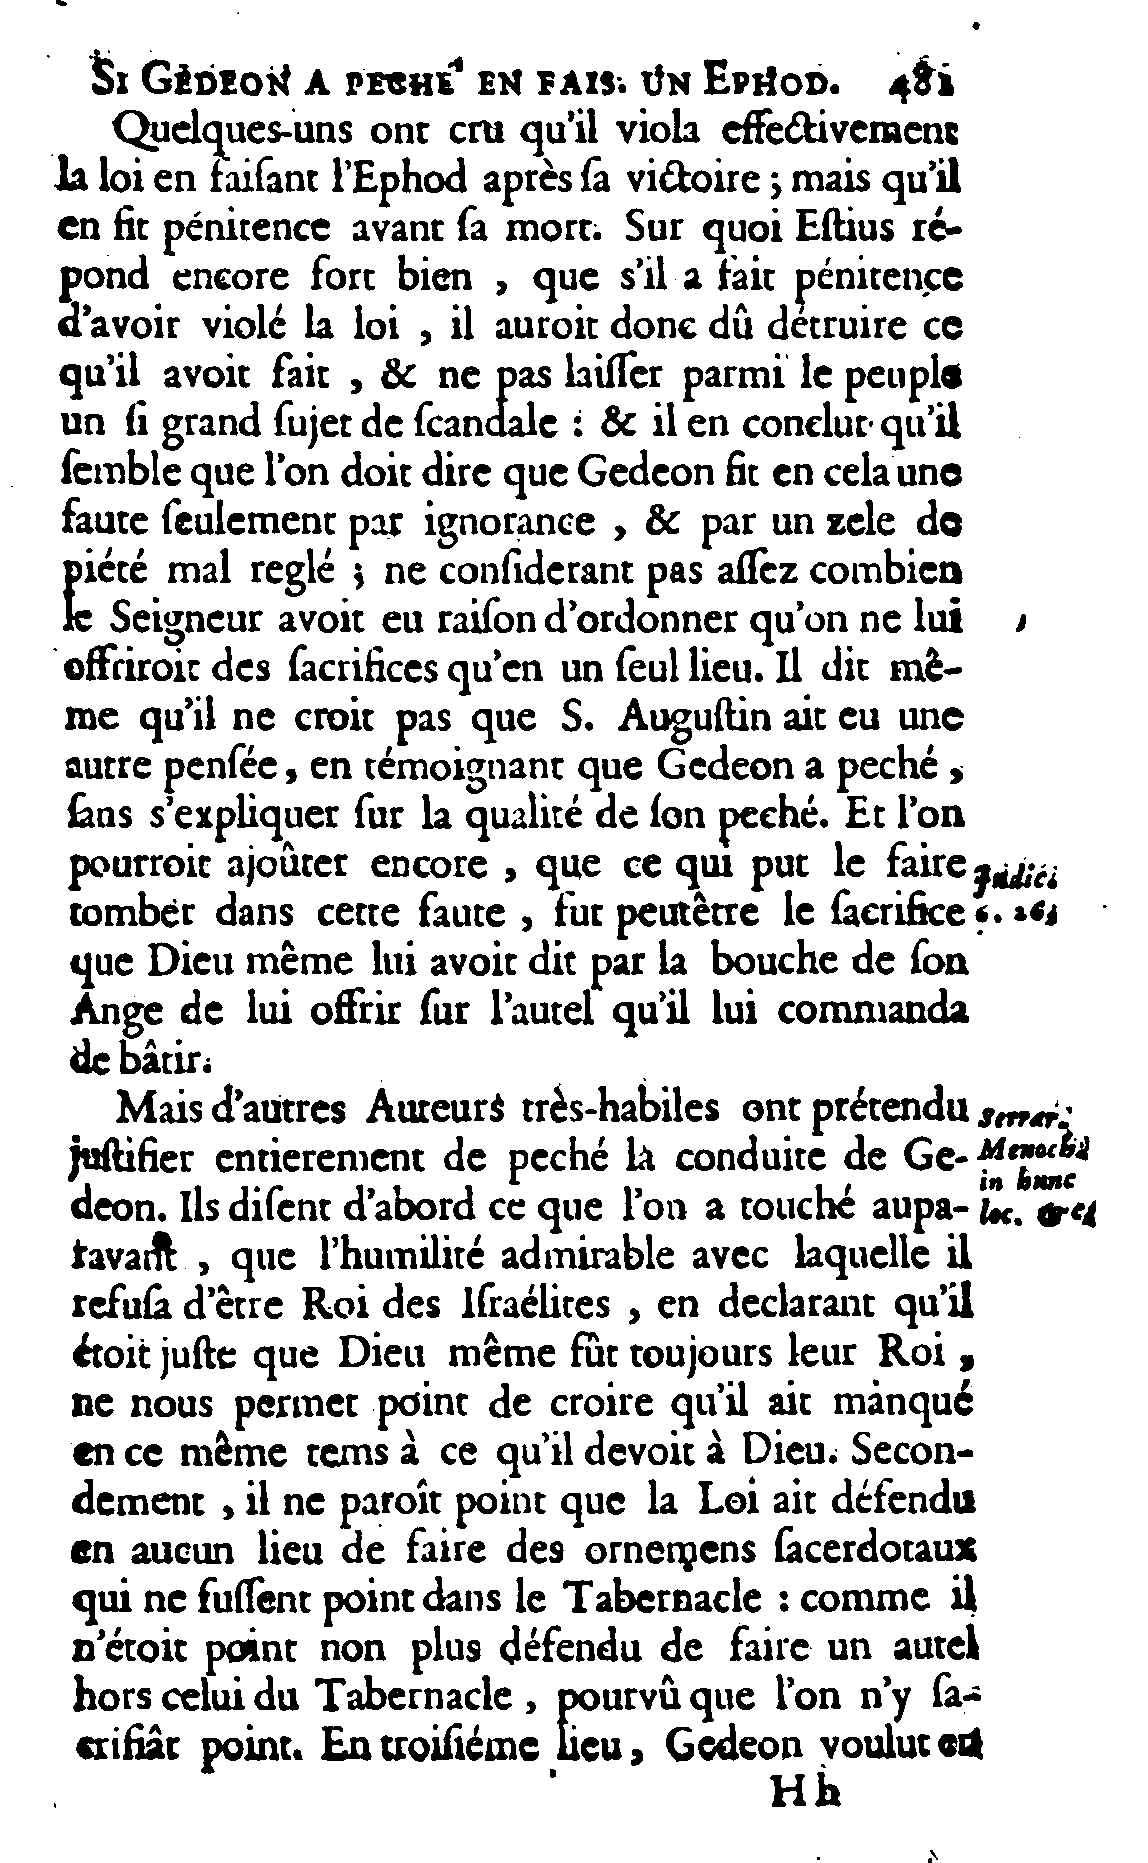 SI GEDEON A PECHÉ EN FAIS. UN EPHOD. 481
Quelques-uns ont cru qu'il viola effectivement
la loi en faiſant l'Ephod après ſa victoire ; mais qu'il
en fit pénitence avant ſa mort. Sur quoi Eſtius ré-
pond encore fort bien , que s'il a fait pénitence
d'avoir violé la loi , il auroit donc dû détruire ce
qu'il avoit fait , & ne pas laiſſer parmi le peuple
un ſi grand ſujet de ſcandale : & il en conclut qu'il
ſemble que l'on doit dire que Gedeon fit en cela une
faute ſeulement par ignorance , & par un zele de
piété mal reglé ; ne conſiderant pas aſſez combien
le Seigneur avoit eu raiſon d'ordonner qu'on ne lui
offriroit des ſacrifices qu'en un ſeul lieu. Il dit mê-
me qu'il ne croit pas que S. Auguſtin ait eu une
autre penſée, en témoignant que Gedeon a peché ,
ſans s'expliquer ſur la qualité de ſon peché. Et l'on
pourroit ajoûter encore , que ce qui put le faire
Judic.
tomber dans cette faute , fut peutêtre le ſacrifice
6. 26.
que Dieu même lui avoit dit par la bouche de ſon
Ange de lui offrir ſur l'autel qu'il lui commanda
de bâtir.
Mais d'autres Auteurs très-habiles ont prétendu
Serrar.
juſtifier entierement de peché la conduite de Ge-
Menoch.
in hunc
deon. Ils diſent d'abord ce que l'on a touché aupa-
loc. &c.
ravant , que l'humilité admirable avec laquelle il
refuſa d'être Roi des Iſraélites , en declarant qu'il
étoit juſte que Dieu même fût toujours leur Roi ,
ne nous permet point de croire qu'il ait manqué
en ce même tems à ce qu'il devoit à Dieu. Secon-
dement , il ne paroît point que la Loi ait défendu
en aucun lieu de faire des ornemens ſacerdotaux
qui ne fuſſent point dans le Tabernacle : comme il
n'étoit point non plus défendu de faire un autel
hors celui du Tabernacle , pourvû que l'on n'y ſa-
crifiât point. En troiſiéme lieu, Gedeon voulut en
H h